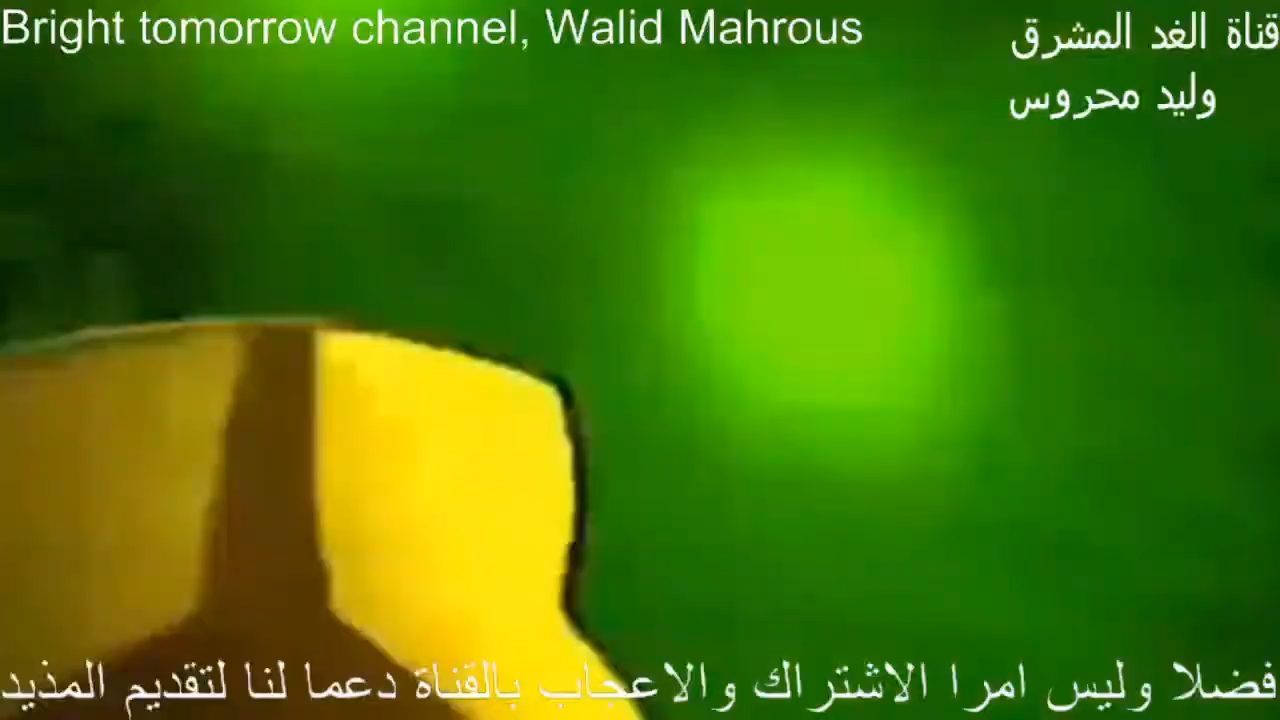 Bright tomorrow channel, Walid Mahrous
قناة الغد المشرق
وليد محروس
فضلا وليس امرا الاشتراك والاعجاب بالقناة دعما لنا لتقديم المذيد